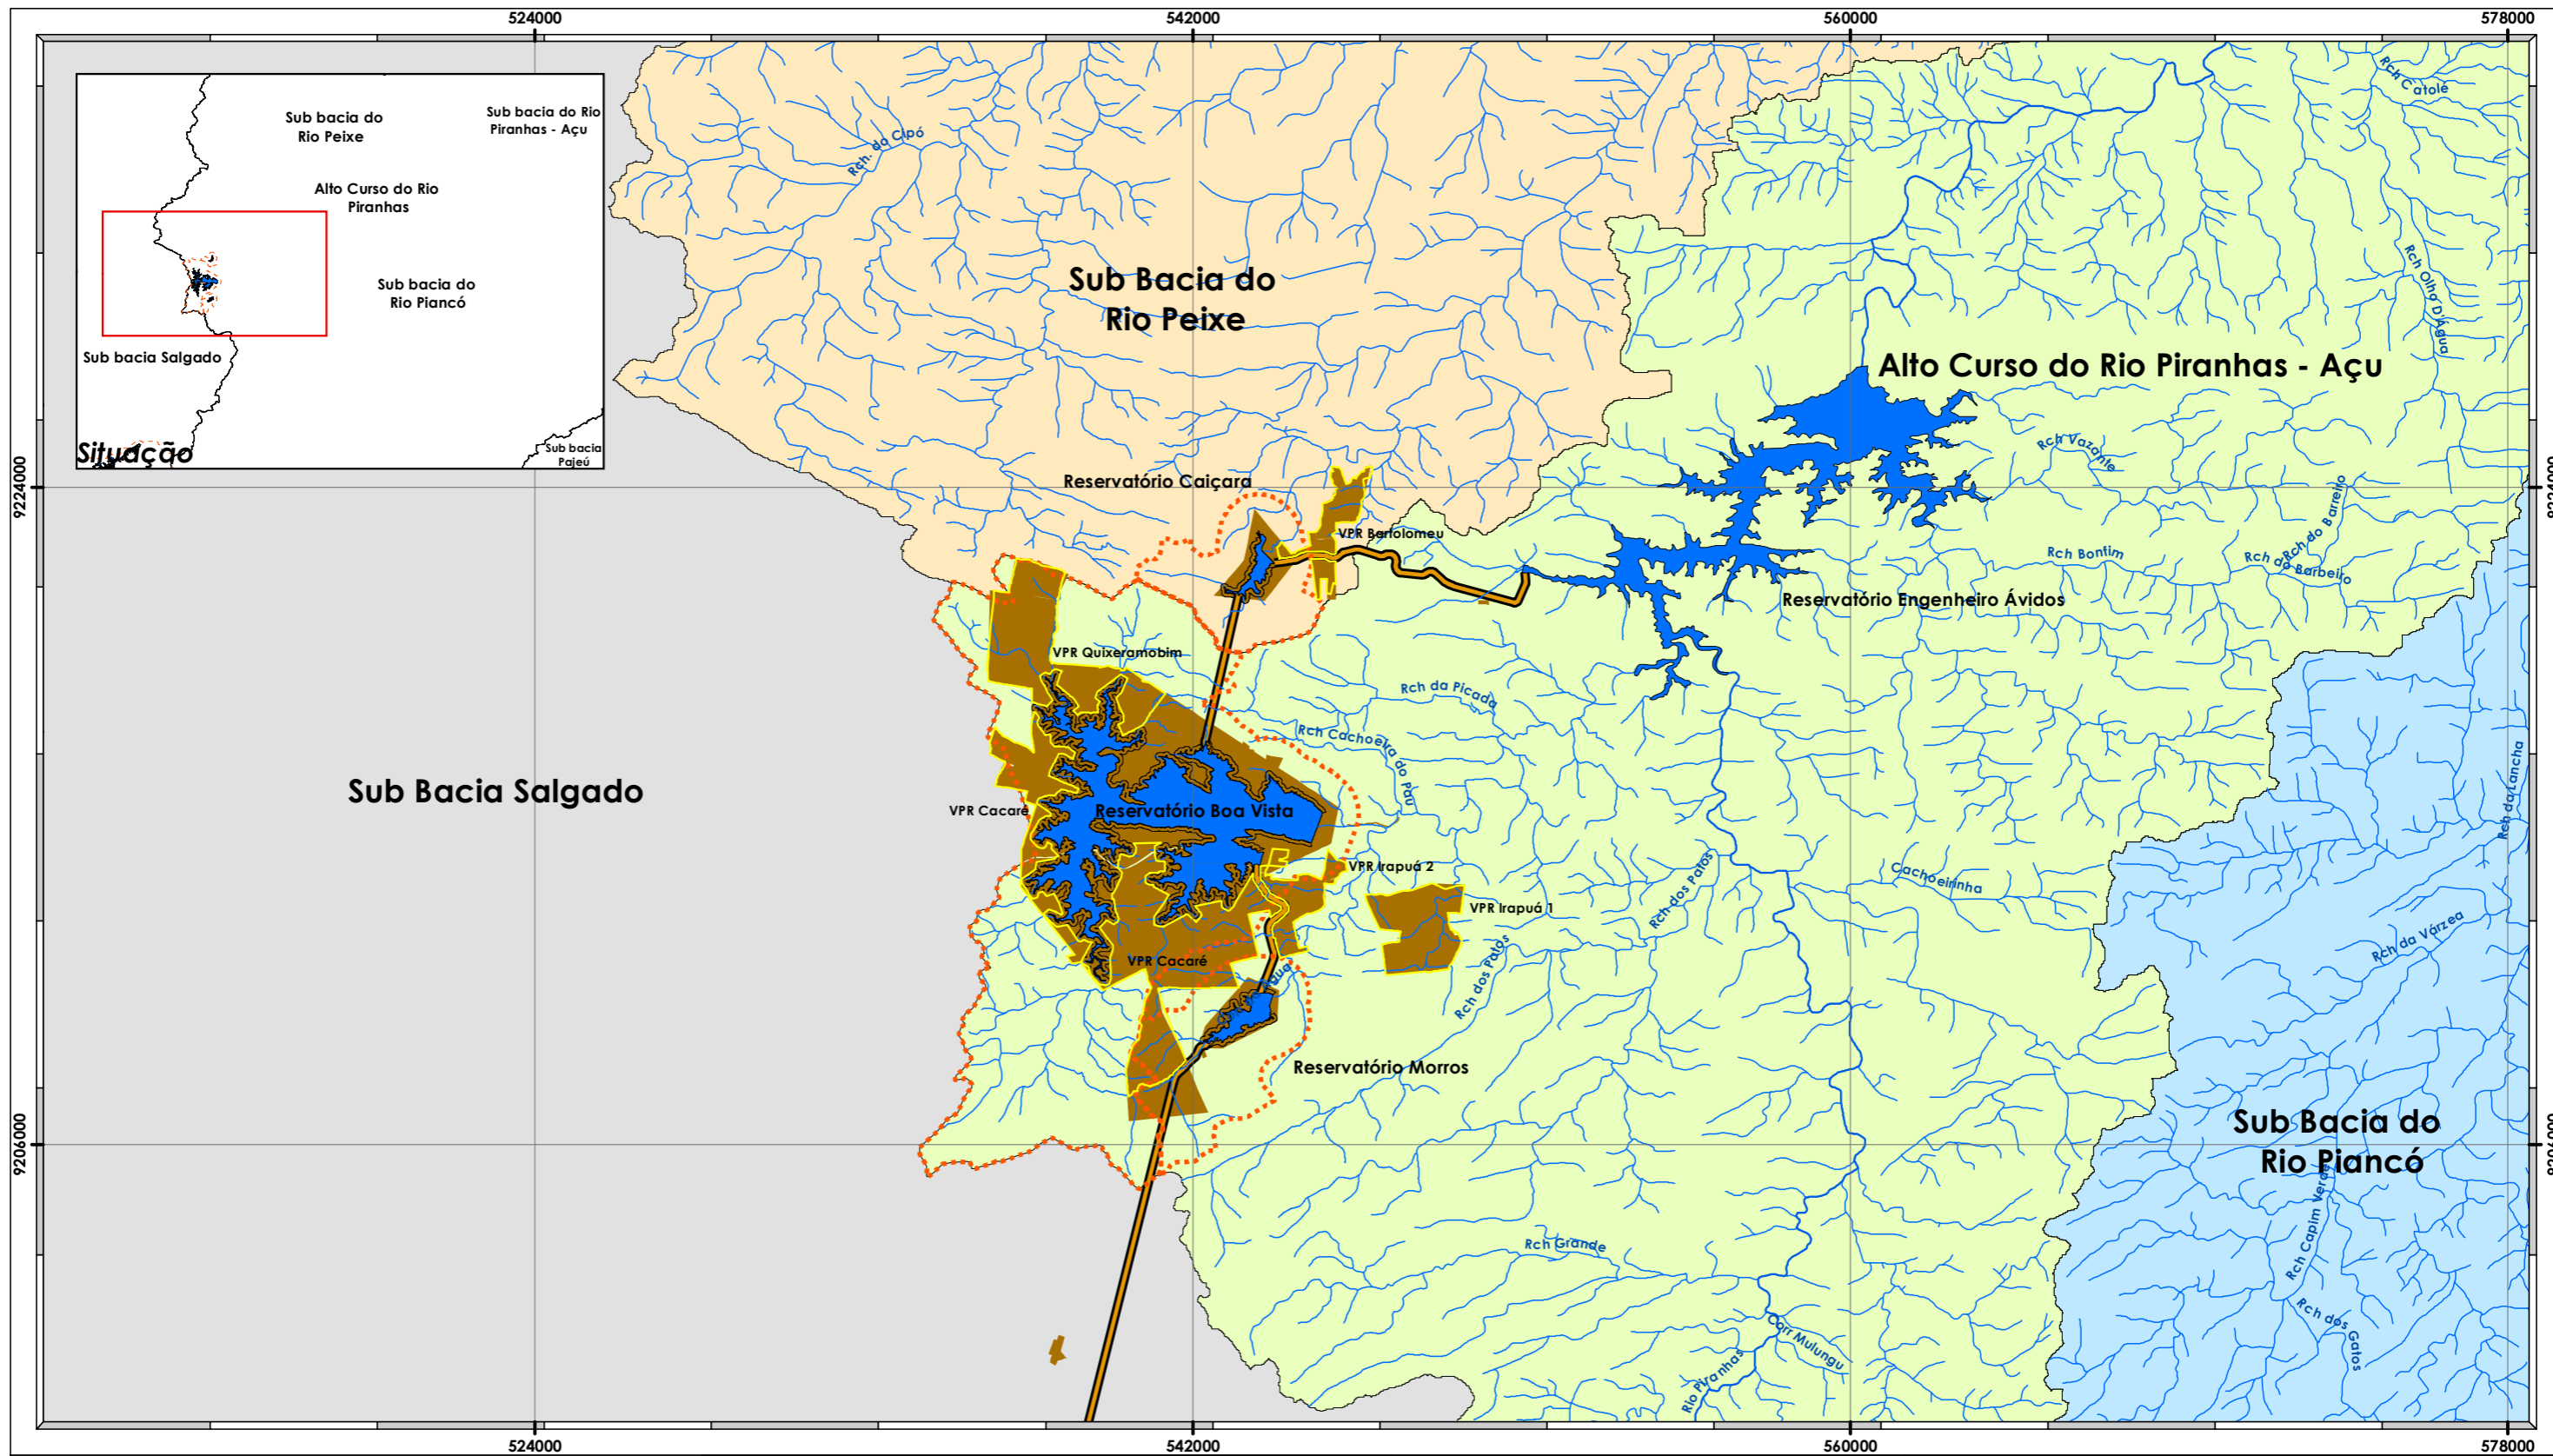 524000
542000
560000
578000
Sub bacia do
Rio Peixe
Sub bacia do Rio
Piranhas - Açu
Alto Curso do Rio
Piranhas
Sub bacia do
Rio Piancó
Sub bacia Salgado
Situação
Sub bacia
Pajeú
Rch. do Cipó
Rch Catolé
Sub Bacia do
Rio Peixe
Rch Olho D'Água
Alto Curso do Rio Piranhas - Açu
9224000
9224000
Reservatório Caiçara
Rch Vazante
VPR Bartolomeu
Rch do Barreiro
Rch Bonfim
Rch do Barbeiro
Reservatório Engenheiro Ávidos
VPR Quixeramobim
Rch da Picada
Rch Cachoeira do Pau
Rch da Lancha
Sub Bacia Salgado
VPR Cacaré
Reservatório Boa Vista
VPR Irapuá 2
Rch dos Patos
Cachoeirinha
VPR Irapuá 1
Rch da Várzea
VPR Cacaré
Rch dos Patos
Reservatório Morros
9206000
9206000
Sub Bacia do
Rio Piancó
Rch Capim Verde
Rch Grande
Rch dos Gatos
Corr Mulungu
Rio Piranhas
524000
542000
560000
578000